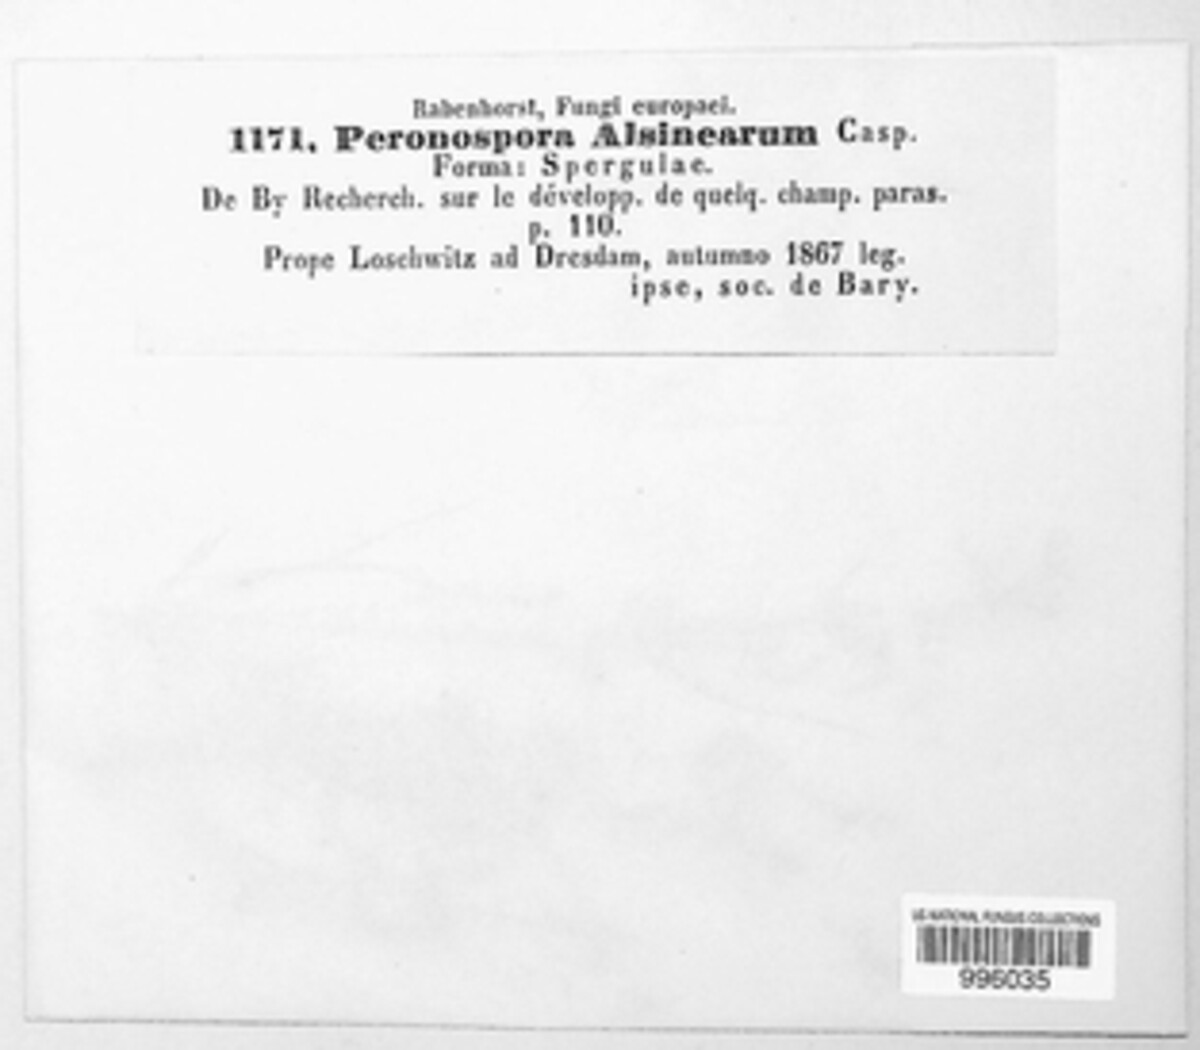 Rabenhorst, Fungi europaei.
1171. Peronospora Alsinearum Casp.
Forma: Spergulae.
De By Recherch. sur le développ. de quelq. champ. paras.
p. 110.
Prope Loschwitz ad Dresdam, autumno 1867 leg.
ipse, soc. de Bary.
US NATIONAL FUNGUS COLLECTIONS
996035